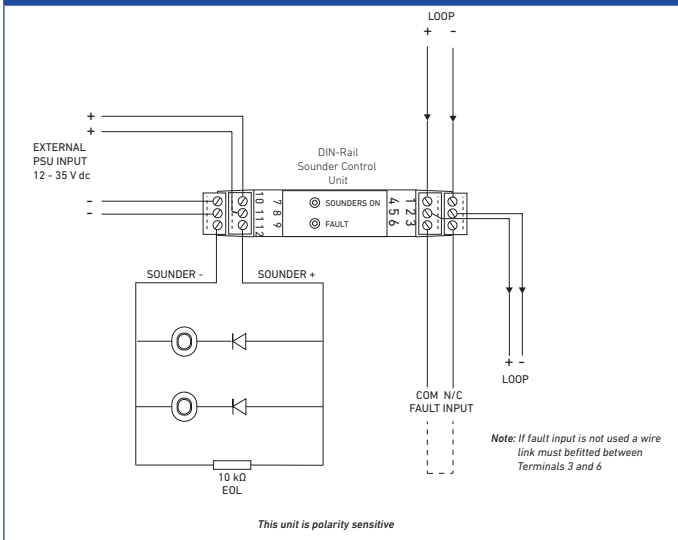 LOOP
+ -
+
+
EXTERNAL
PSU INPUT
12 - 35 V dc
-
-
DIN-Rail
Sounder Control
Unit
10 11 12
7 8 9
SOUNDERS ON
FAULT
4 5 6
1 2 3
SOUNDER -
SOUNDER +
+ -
LOOP
COM N/C
FAULT INPUT
Note: If fault input is not used a wire
link must befitted between
Terminals 3 and 6
10 kΩ
EOL
This unit is polarity sensitive